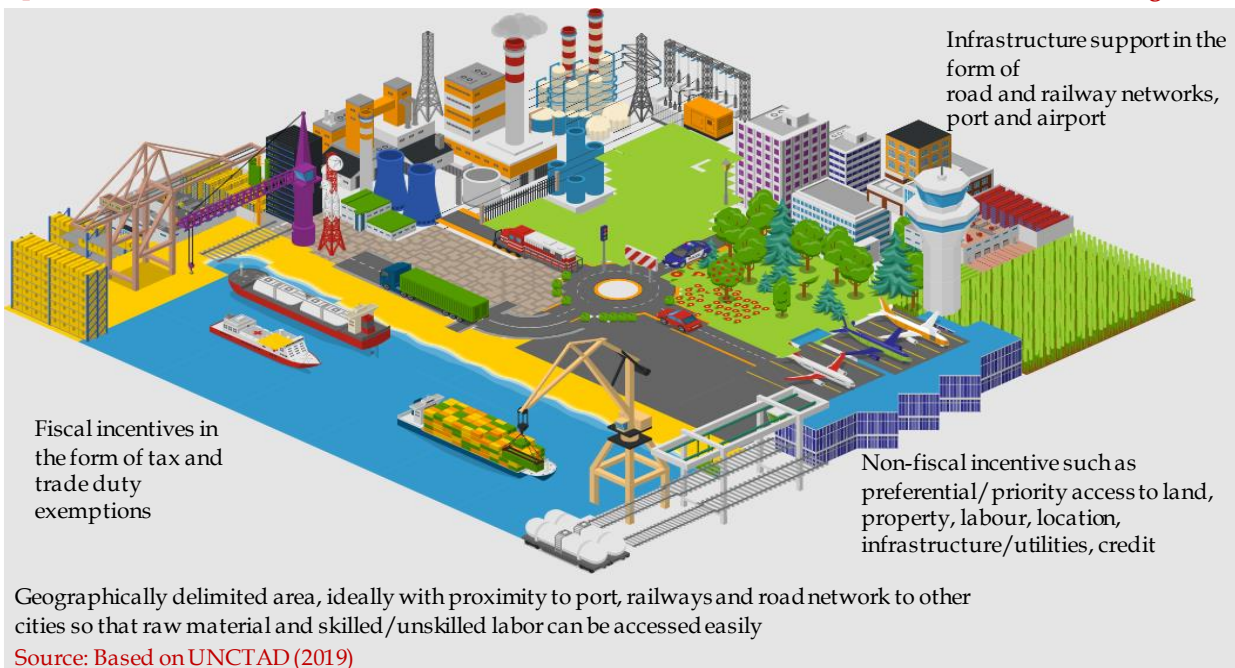 Infrastructure support in the
form of
road and railway networks,
port and airport
Fiscal incentives in
the form of tax and
trade duty
exemptions
Non-fiscal incentive such as
preferential/priority access to land,
property, labour, location,
infrastructure/utilities, credit
Geographically delimited area, ideally with proximity to port, railways and road network to other
cities so that raw material and skilled/unskilled labor can be accessed easily
Source: Based on UNCTAD (2019)